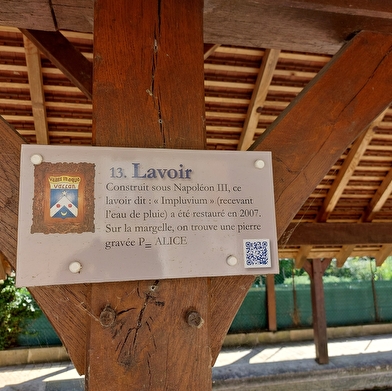 13. Lavoir
Construit sous Napoléon III, ce
lavoir dit : « Impluvium » (recevant
l'eau de pluie) a été restauré en 2007.
Sur la margelle, on trouve une pierre
gravée P= ALICE